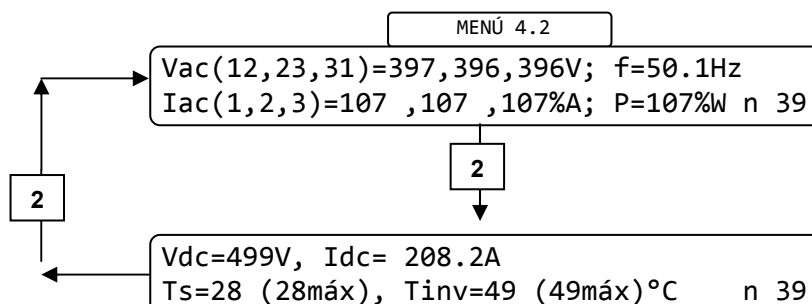 MENÚ 4.2
Vac(12,23,31)=397,396,396V; f=50.1Hz
Iac(1,2,3)=107 ,107 ,107%A; P=107%W n 39
2
2
Vdc=499V, Idc= 208.2A
Ts=28 (28máx), Tinv=49 (49máx)°C n 39